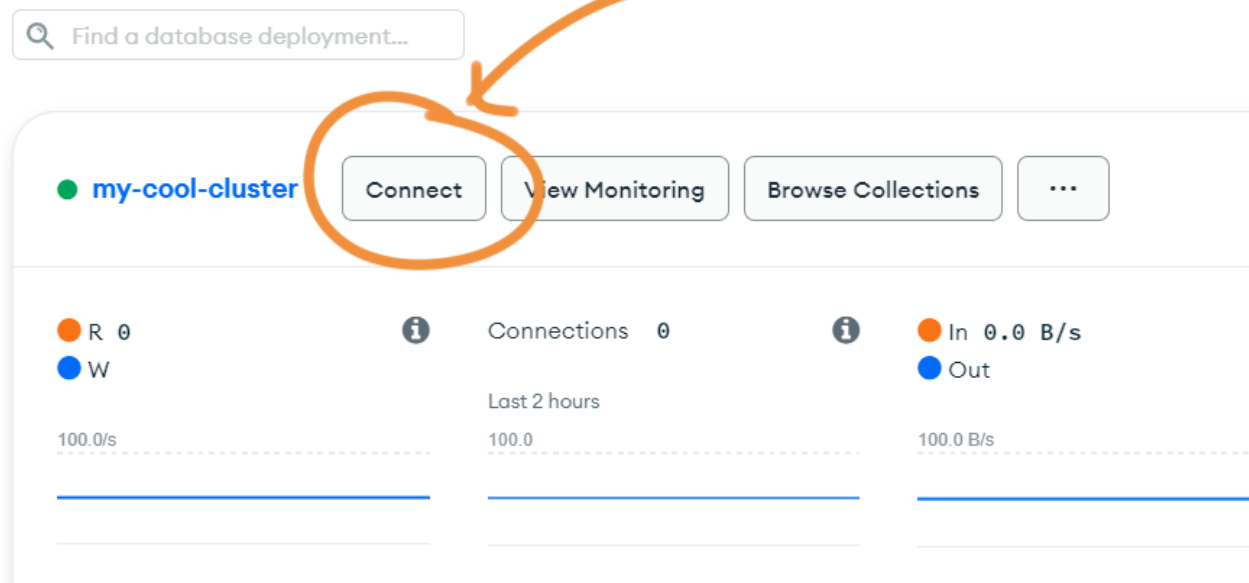 Find a database deployment...
my-cool-cluster Connect View Monitoring Browse Collections ...
R 0 Connections 0 In 0.0 B/s
W Out
Last 2 hours
100.0/s 100.0 100.0 B/s